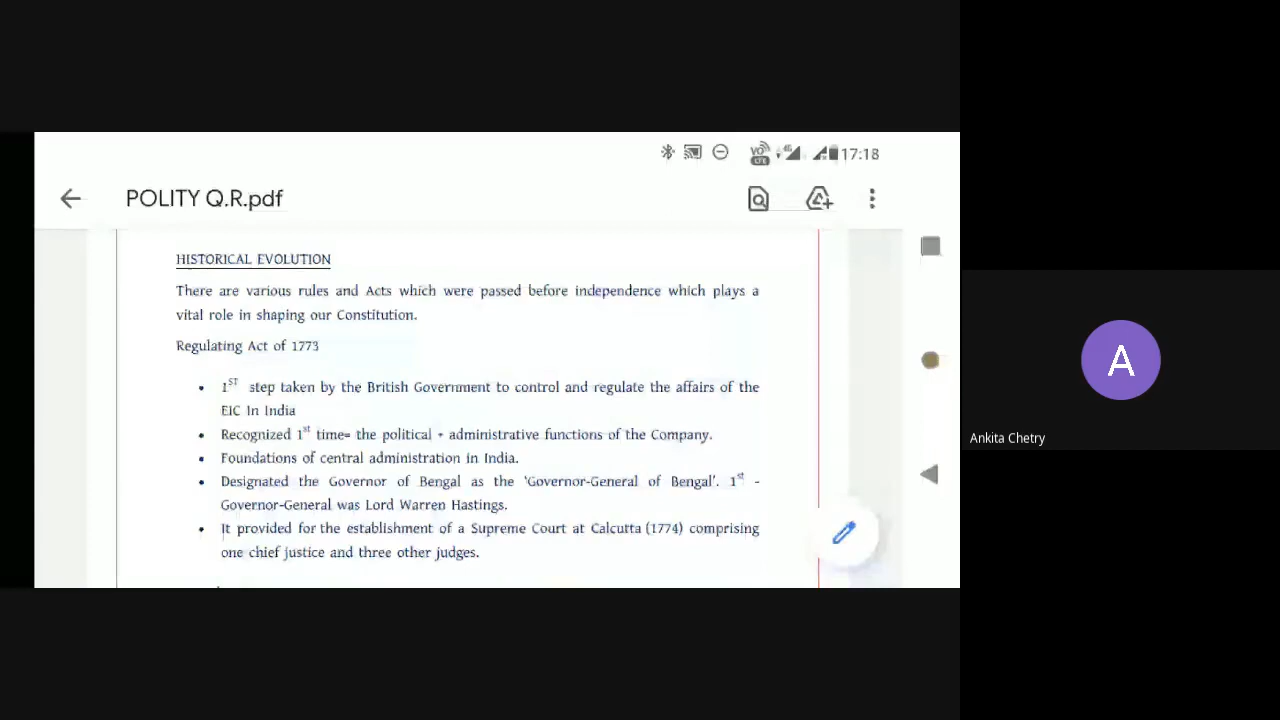 VO LTE 4G 17:18
POLITY Q.R.pdf
HISTORICAL EVOLUTION
There are various rules and Acts which were passed before independence which plays a
vital role in shaping our Constitution.
Regulating Act of 1773
• 1ST step taken by the British Government to control and regulate the affairs of the
EIC In India
• Recognized 1st time= the political + administrative functions of the Company.
• Foundations of central administration in India.
• Designated the Governor of Bengal as the 'Governor-General of Bengal'. 1st -
Governor-General was Lord Warren Hastings.
• It provided for the establishment of a Supreme Court at Calcutta (1774) comprising
one chief justice and three other judges.
A
Ankita Chetry